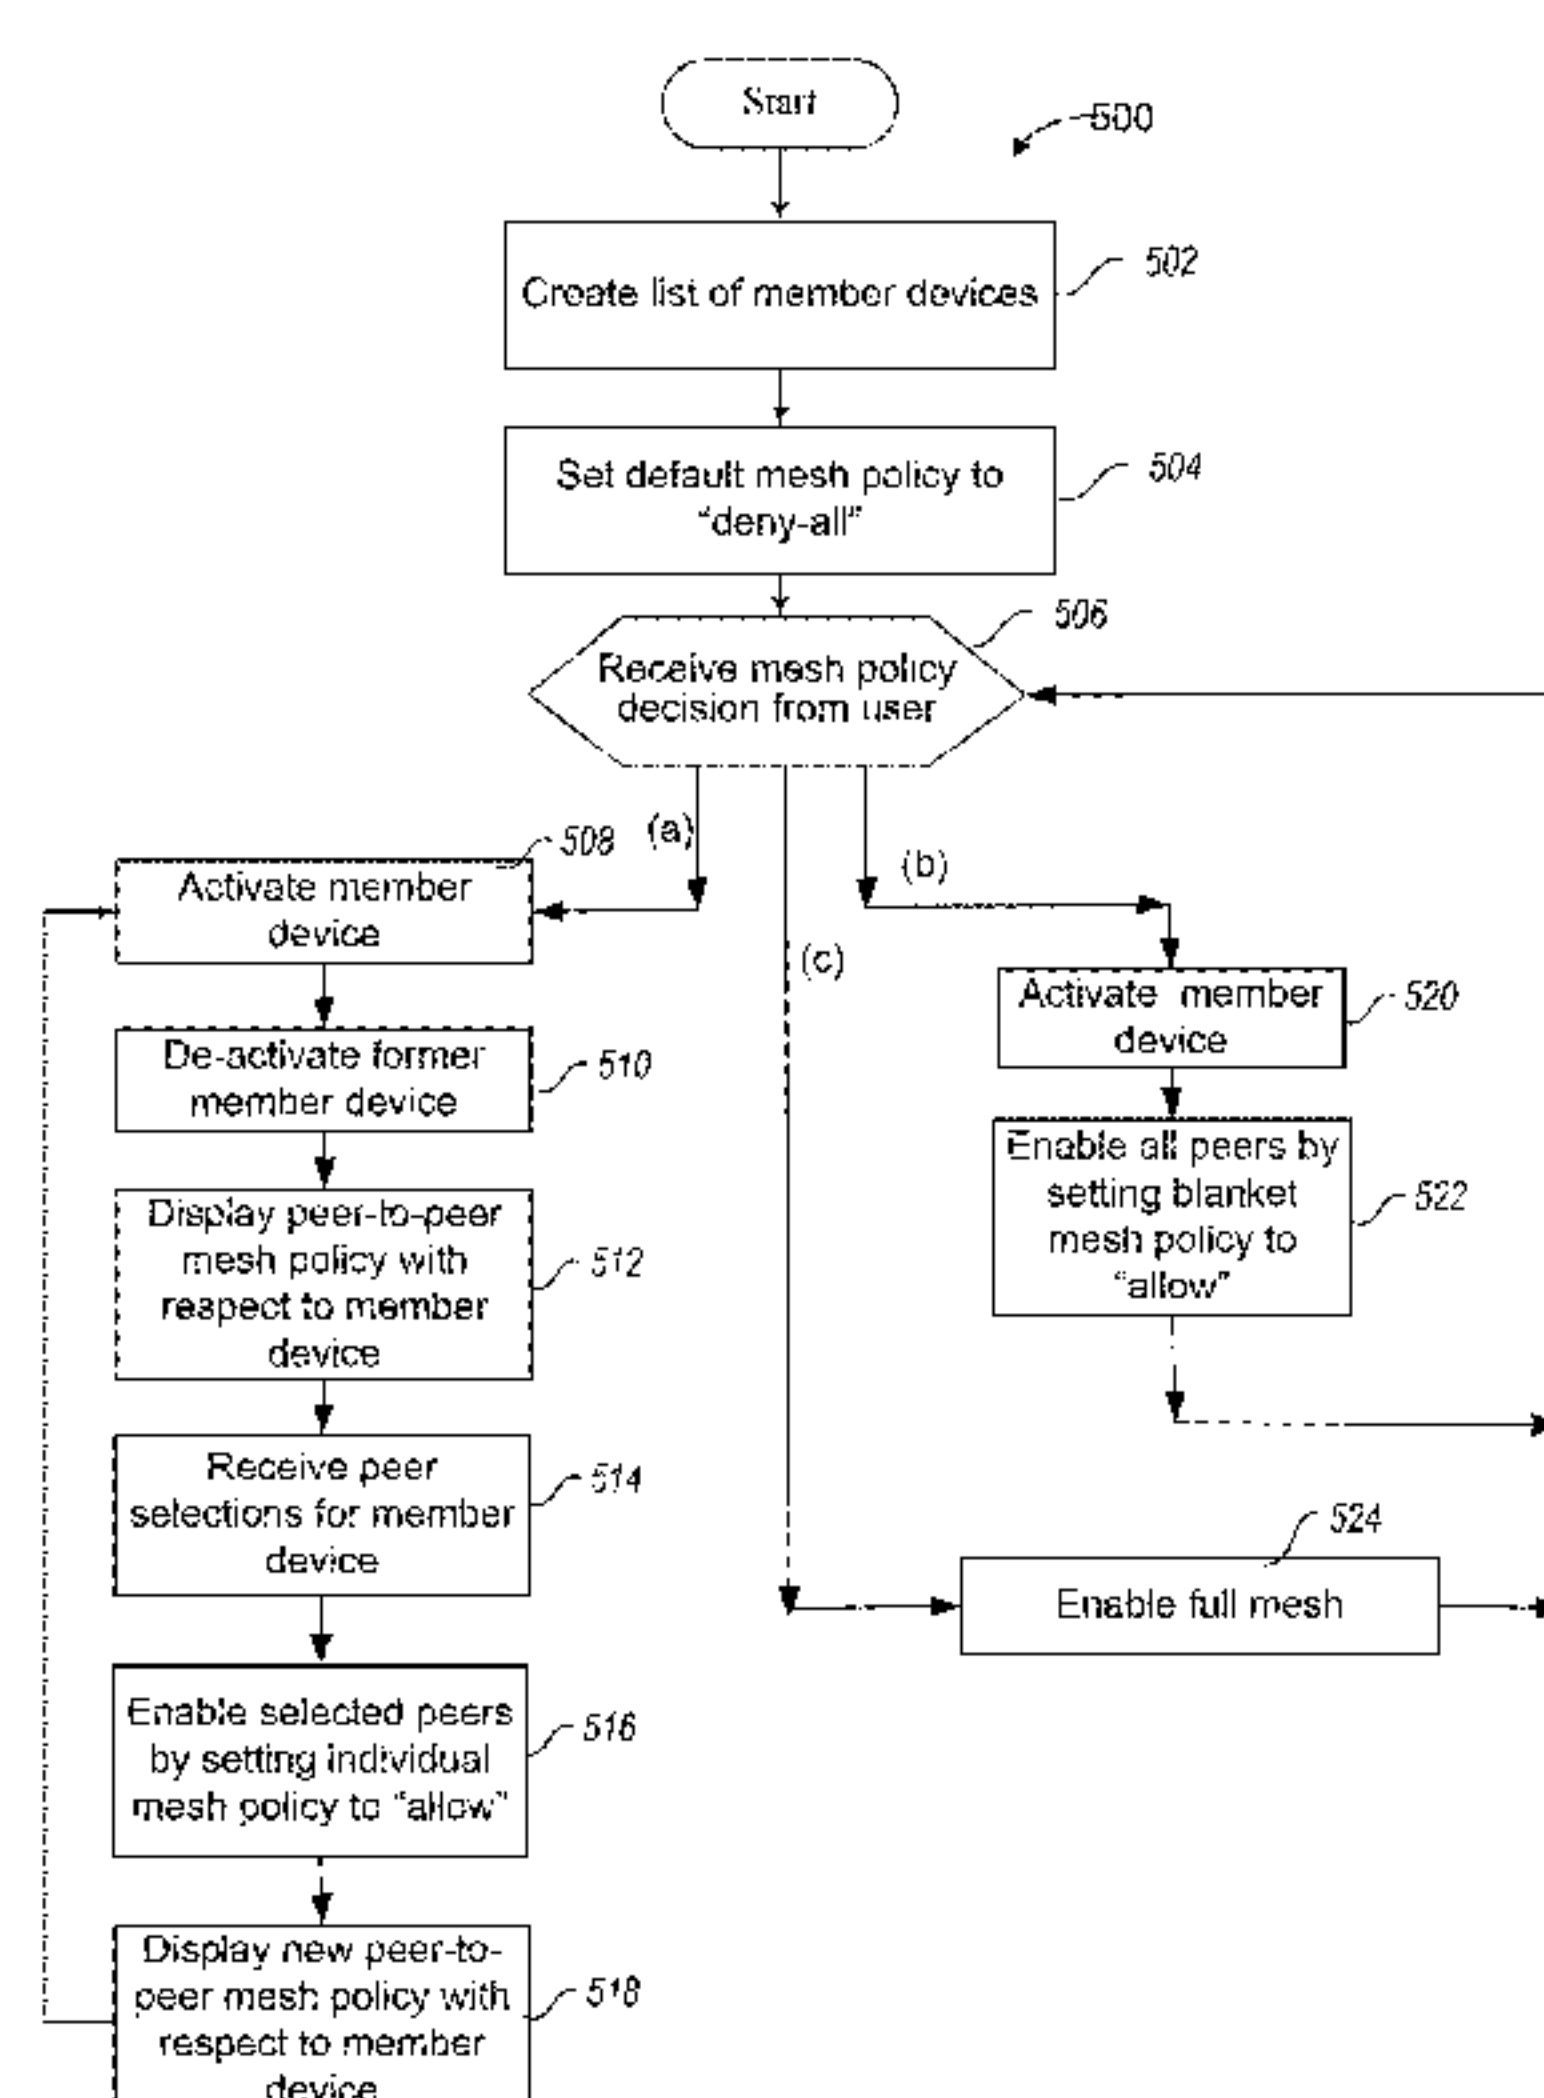 Start
500
Create list of member devices
502
Set default mesh policy to
“deny-all”
504
Receive mesh policy
decision from user
506
(a)
(b)
(c)
Activate member
device
508
De-activate former
member device
510
Display peer-to-peer
mesh policy with
respect to member
device
512
Receive peer
selections for member
device
514
Enable selected peers
by setting individual
mesh policy to “allow”
516
Display new peer-to-
peer mesh policy with
respect to member
device
518
Activate member
device
520
Enable all peers by
setting blanket
mesh policy to
“allow”
522
Enable full mesh
524